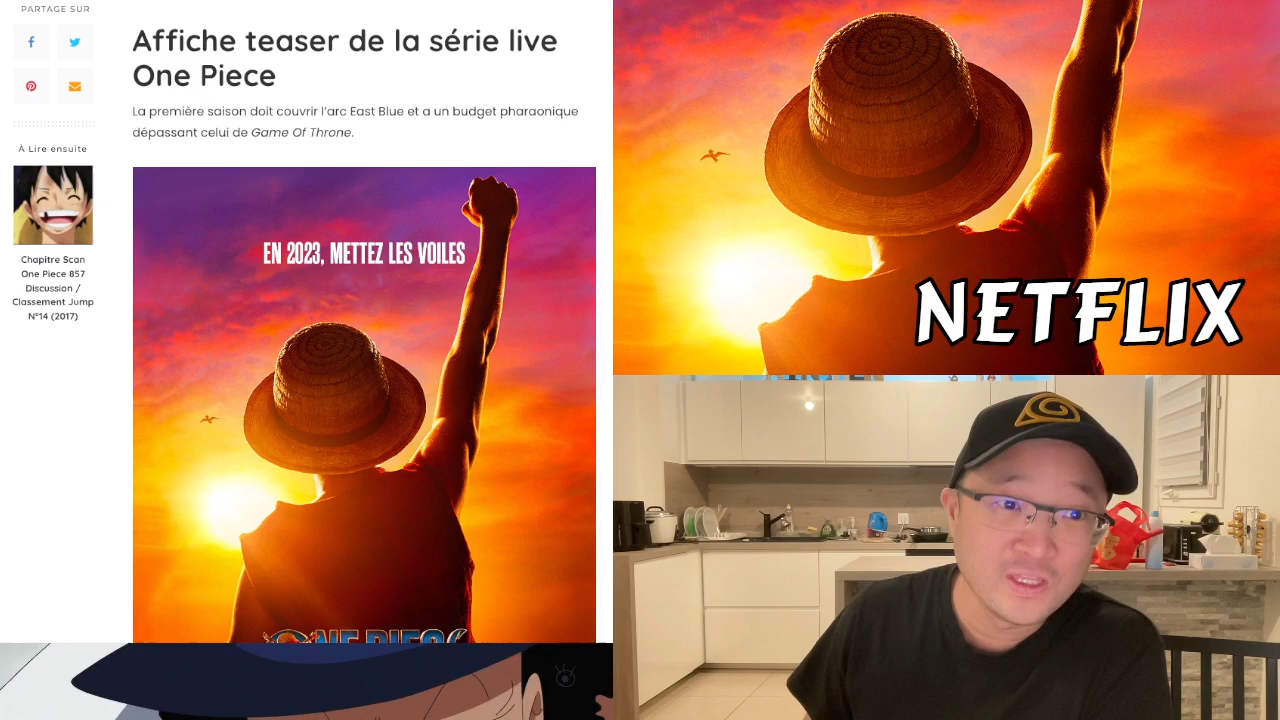 PARTAGE SUR
À Lire ensuite
Chapitre Scan
One Piece 857
Discussion /
Classement Jump
N°14 (2017)
Affiche teaser de la série live
One Piece
La première saison doit couvrir l'arc East Blue et a un budget pharaonique
dépassant celui de Game Of Throne.
EN 2023, METTEZ LES VOILES
ONE PIECE
NETFLIX